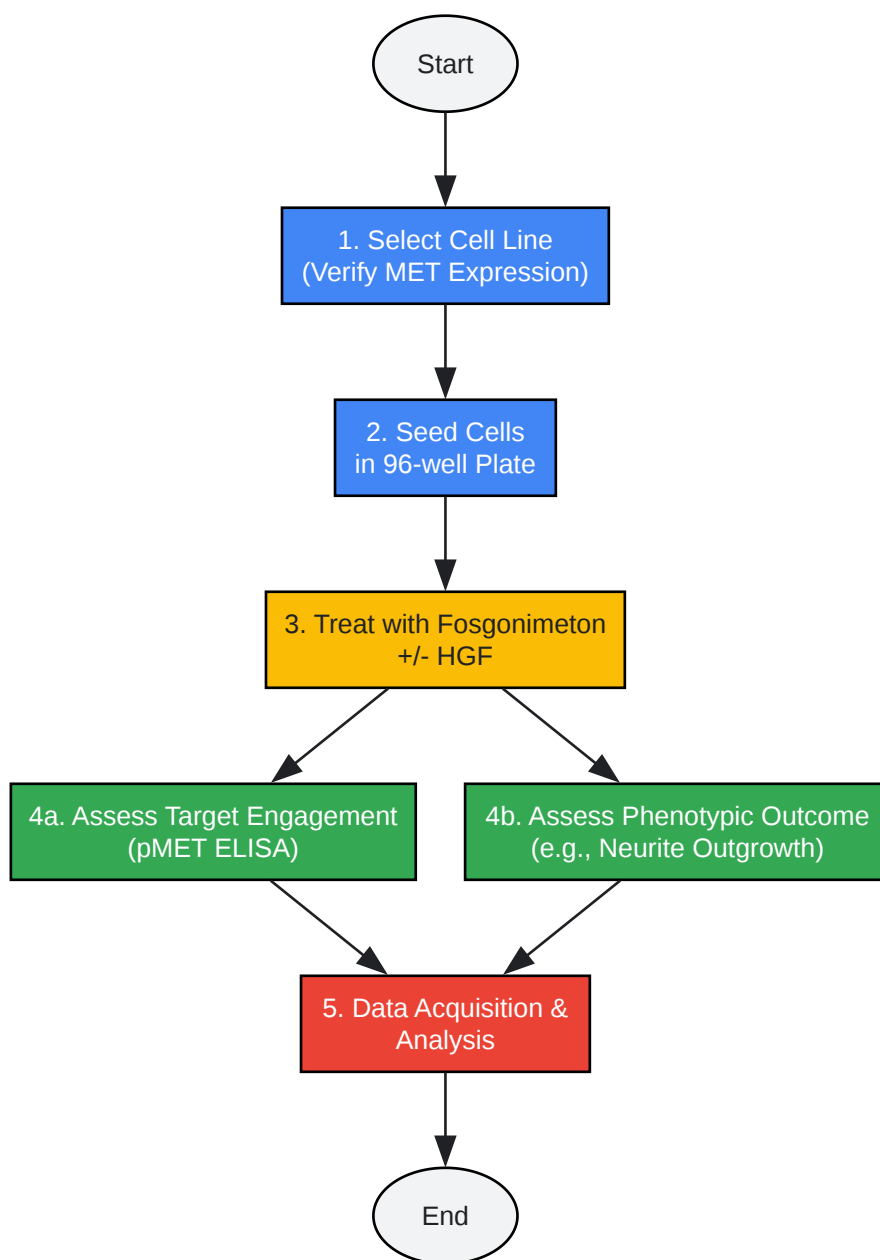 Start
1. Select Cell Line
(Verify MET Expression)
2. Seed Cells
in 96-well Plate
3. Treat with Fosgonimeton
+/- HGF
4a. Assess Target Engagement
(pMET ELISA)
4b. Assess Phenotypic Outcome
(e.g., Neurite Outgrowth)
5. Data Acquisition &
Analysis
End